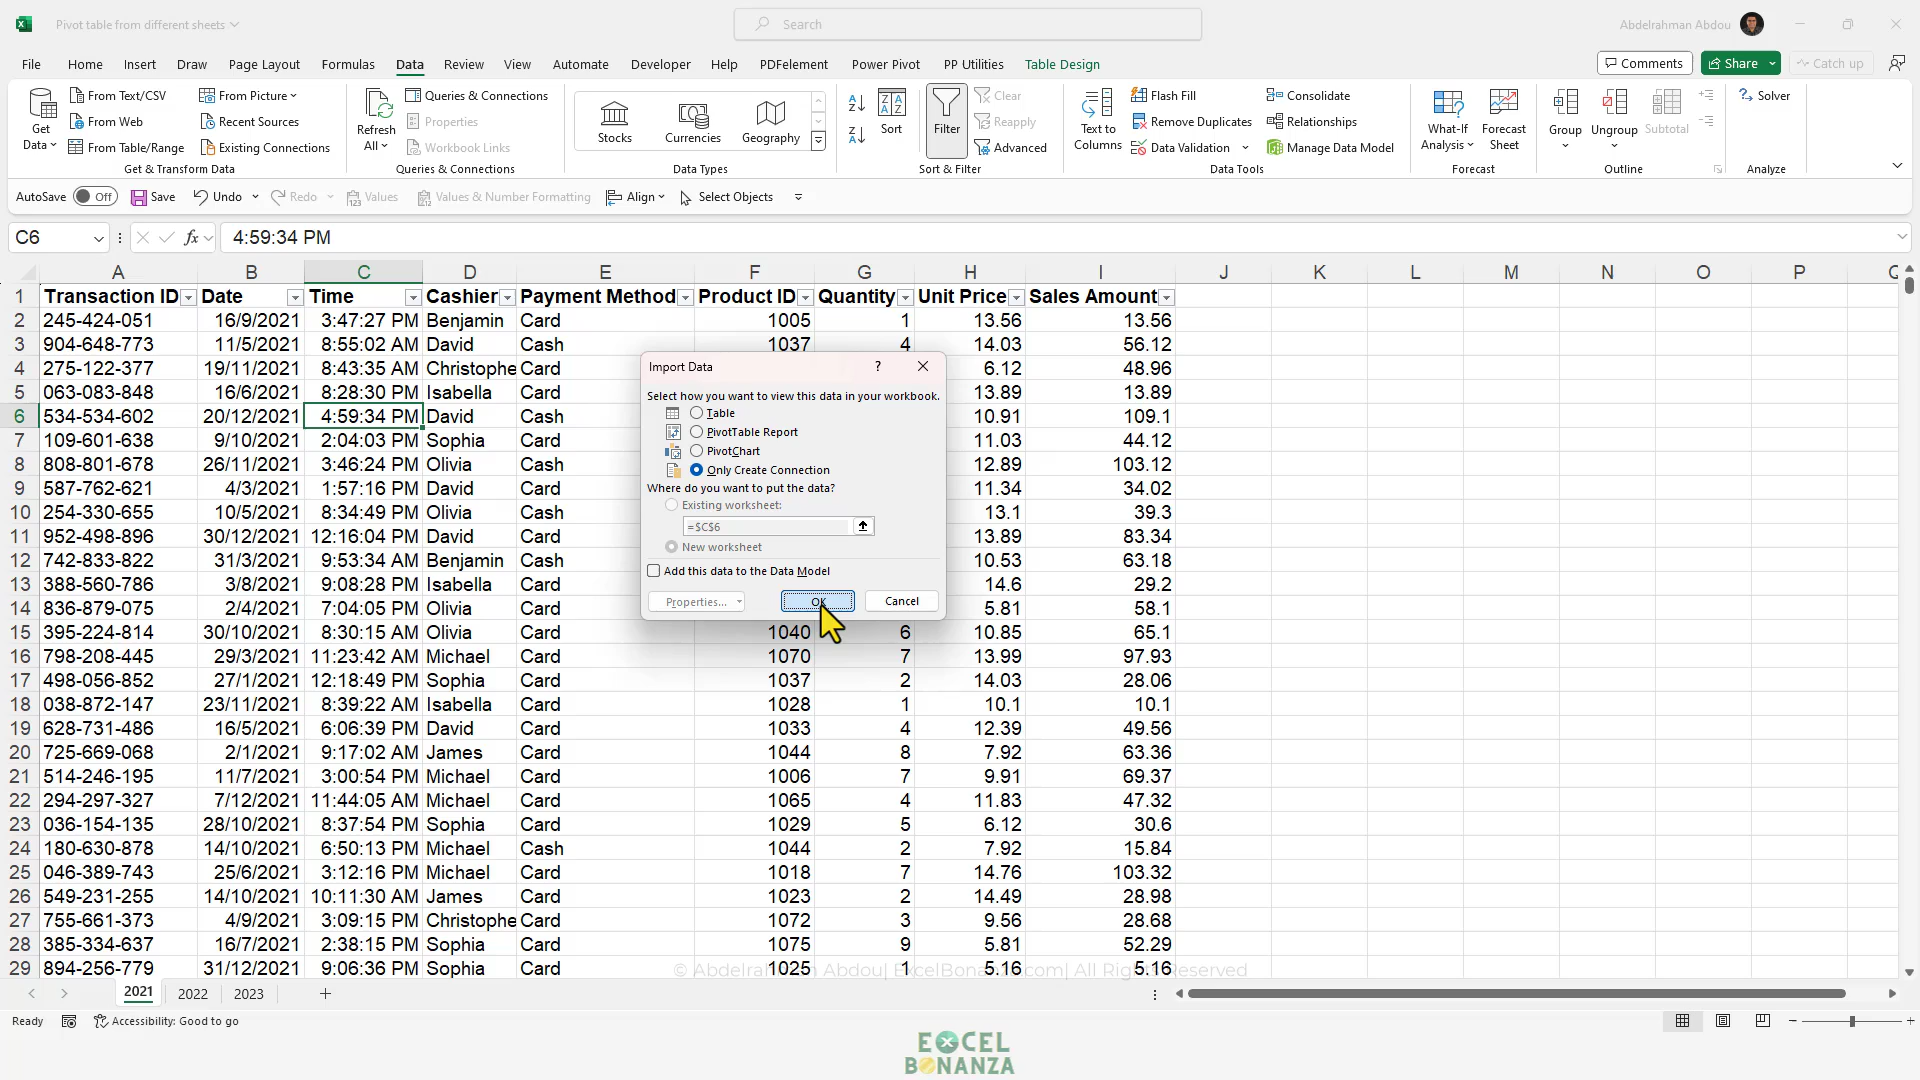 Pivot table from different sheets
Search
Abdelrahman Abdou
File Home Insert Draw Page Layout Formulas Data Review View Automate Developer Help PDFelement Power Pivot PP Utilities Table Design
Comments Share Catch up
Get Data
From Text/CSV
From Web
From Table/Range
From Picture
Recent Sources
Existing Connections
Get & Transform Data
Refresh All
Queries & Connections
Properties
Workbook Links
Queries & Connections
Stocks Currencies Geography
Data Types
Sort Filter
Clear
Reapply
Advanced
Sort & Filter
Text to Columns
Flash Fill
Remove Duplicates
Data Validation
Consolidate
Relationships
Manage Data Model
Data Tools
What-If Analysis
Forecast Sheet
Forecast
Group Ungroup Subtotal
Outline
Solver
Analyze
AutoSave Off Save Undo Redo Values Values & Number Formatting Align Select Objects
C6 fx 4:59:34 PM
A B C D E F G H I J K L M N O P
1 Transaction ID Date Time Cashier Payment Method Product ID Quantity Unit Price Sales Amount
2 245-424-051 16/9/2021 3:47:27 PM Benjamin Card 1005 1 13.56 13.56
3 904-648-773 11/5/2021 8:55:02 AM David Cash 1037 4 14.03 56.12
4 275-122-377 19/11/2021 8:43:35 AM Christophe Card 6.12 48.96
5 063-083-848 16/6/2021 8:28:30 PM Isabella Card 13.89 13.89
6 534-534-602 20/12/2021 4:59:34 PM David Cash 10.91 109.1
7 109-601-638 9/10/2021 2:04:03 PM Sophia Card 11.03 44.12
8 808-801-678 26/11/2021 3:46:24 PM Olivia Cash 12.89 103.12
9 587-762-621 4/3/2021 1:57:16 PM David Card 11.34 34.02
10 254-330-655 10/5/2021 8:34:49 PM Olivia Cash 13.1 39.3
11 952-498-896 30/12/2021 12:16:04 PM David Card 13.89 83.34
12 742-833-822 31/3/2021 9:53:34 AM Benjamin Cash 10.53 63.18
13 388-560-786 3/8/2021 9:08:28 PM Isabella Card 14.6 29.2
14 836-879-075 2/4/2021 7:04:05 PM Olivia Card 5.81 58.1
15 395-224-814 30/10/2021 8:30:15 AM Olivia Card 1040 6 10.85 65.1
16 798-208-445 29/3/2021 11:23:42 AM Michael Card 1070 7 13.99 97.93
17 498-056-852 27/1/2021 12:18:49 PM Sophia Card 1037 2 14.03 28.06
18 038-872-147 23/11/2021 8:39:22 AM Isabella Card 1028 1 10.1 10.1
19 628-731-486 16/5/2021 6:06:39 PM David Card 1033 4 12.39 49.56
20 725-669-068 2/1/2021 9:17:02 AM James Card 1044 8 7.92 63.36
21 514-246-195 11/7/2021 3:00:54 PM Michael Card 1006 7 9.91 69.37
22 294-297-327 7/12/2021 11:44:05 AM Michael Card 1065 4 11.83 47.32
23 036-154-135 28/10/2021 8:37:54 PM Sophia Card 1029 5 6.12 30.6
24 180-630-878 14/10/2021 6:50:13 PM Michael Cash 1044 2 7.92 15.84
25 046-389-743 25/6/2021 3:12:16 PM Michael Card 1018 7 14.76 103.32
26 549-231-255 14/10/2021 10:11:30 AM James Card 1023 2 14.49 28.98
27 755-661-373 4/9/2021 3:09:15 PM Christophe Card 1072 3 9.56 28.68
28 385-334-637 16/7/2021 2:38:15 PM Sophia Card 1075 9 5.81 52.29
29 894-256-779 31/12/2021 9:06:36 PM Sophia Card 1025 1 5.16 5.16
Import Data ?
Select how you want to view this data in your workbook.
Table
PivotTable Report
PivotChart
Only Create Connection
Where do you want to put the data?
Existing worksheet:
=$C$6
New worksheet
Add this data to the Data Model
Properties... OK Cancel
© Abdelrahman Abdou| ExcelBonanza.com| All Rights Reserved
2021 2022 2023
Ready Accessibility: Good to go
EXCEL
BONANZA